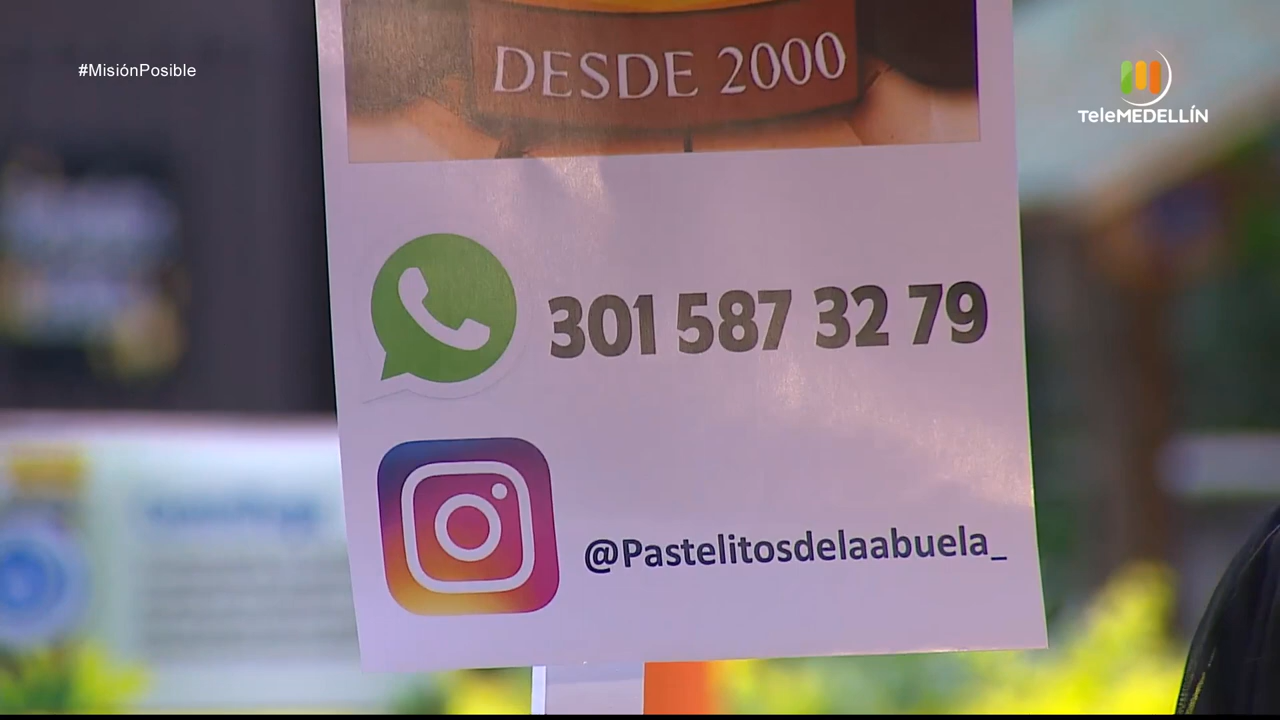 #MisiónPosible
TeleMEDELLÍN
DESDE 2000
301 587 32 79
@Pastelitosdelaabuela_